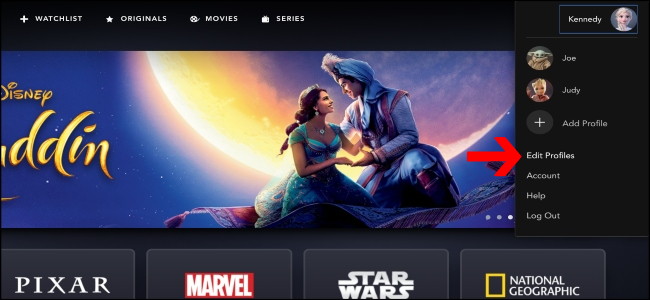 WATCHLIST
ORIGINALS
MOVIES
SERIES
Kennedy
Joe
Judy
Add Profile
Edit Profiles
Account
Help
Log Out
DISNEY
addin
PIXAR
MARVEL
STAR
WARS
NATIONAL
GEOGRAPHIC